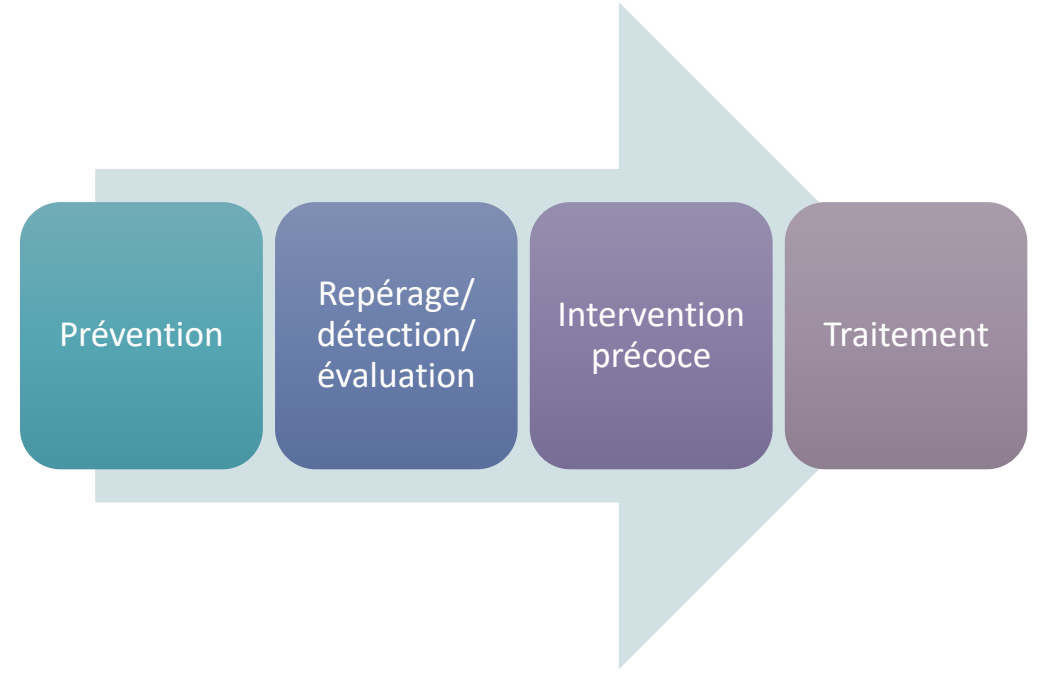 Prévention
Repérage/
détection/
évaluation
Intervention
précoce
Traitement